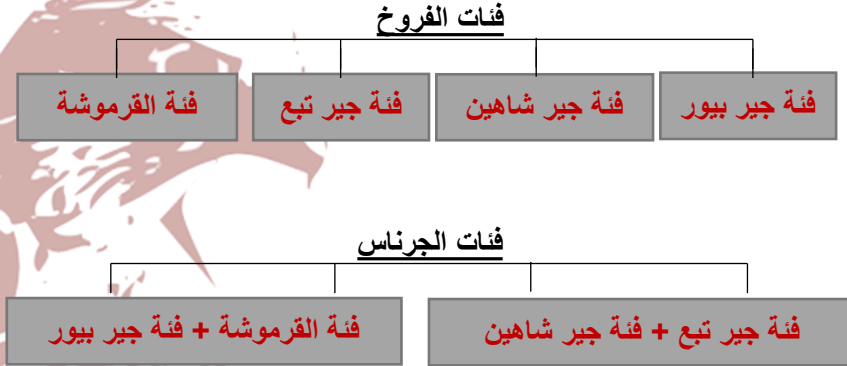 فئات الفروخ
فئة جير بيور
فئة جير شاهين
فئة جير تبع
فئة القرموشة
فئات الجرناس
فئة جير تبع + فئة جير شاهين
فئة القرموشة + فئة جير بيور